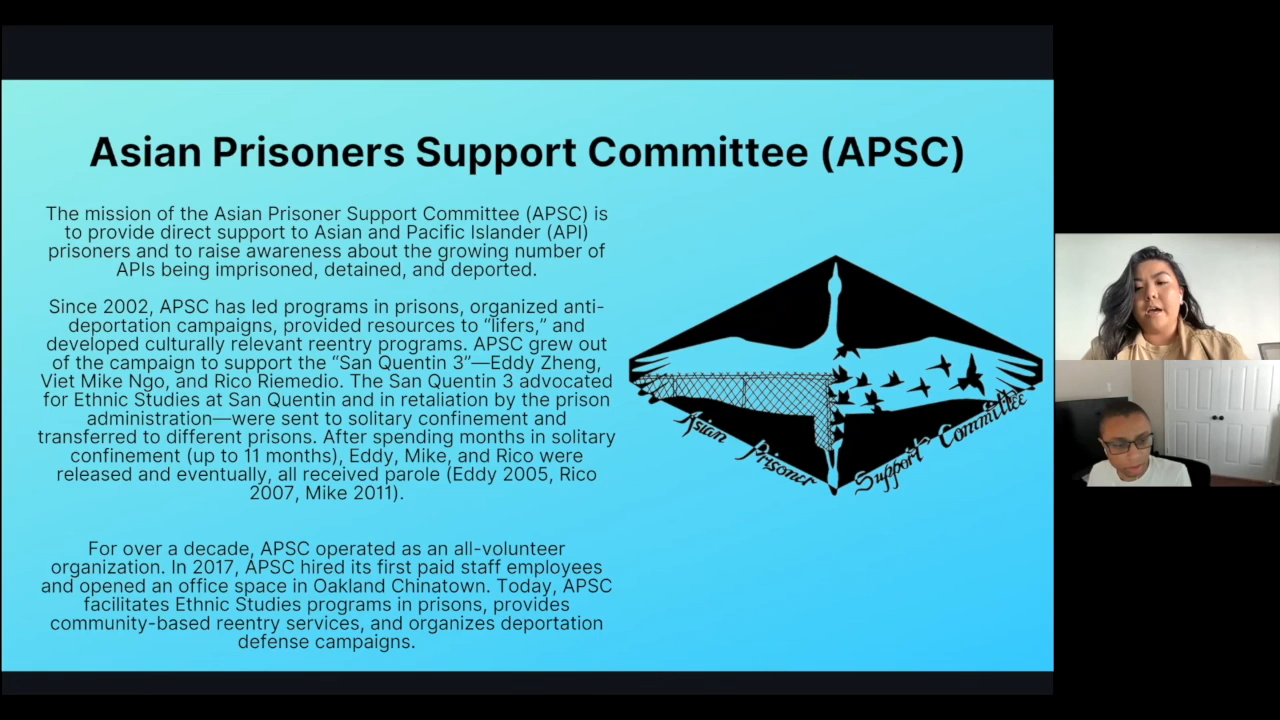 Asian Prisoners Support Committee (APSC)
The mission of the Asian Prisoner Support Committee (APSC) is
to provide direct support to Asian and Pacific Islander (API)
prisoners and to raise awareness about the growing number of
APIs being imprisoned, detained, and deported.
Since 2002, APSC has led programs in prisons, organized anti-
deportation campaigns, provided resources to “lifers,” and
developed culturally relevant reentry programs. APSC grew out
of the campaign to support the “San Quentin 3”—Eddy Zheng,
Viet Mike Ngo, and Rico Riemedio. The San Quentin 3 advocated
for Ethnic Studies at San Quentin and in retaliation by the prison
administration—were sent to solitary confinement and
transferred to different prisons. After spending months in solitary
confinement (up to 11 months), Eddy, Mike, and Rico were
released and eventually, all received parole (Eddy 2005, Rico
2007, Mike 2011).
For over a decade, APSC operated as an all-volunteer
organization. In 2017, APSC hired its first paid staff employees
and opened an office space in Oakland Chinatown. Today, APSC
facilitates Ethnic Studies programs in prisons, provides
community-based reentry services, and organizes deportation
defense campaigns.
Asian Prisoner Support Committee